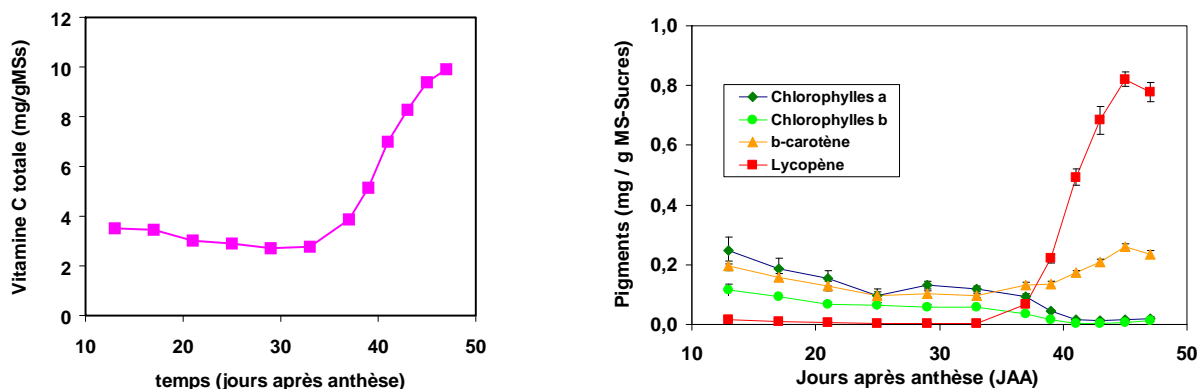 Vitamine C totale (mg/gMSs)
12
10
8
6
4
2
0
10 20 30 40 50
temps (jours après anthèse)
Pigments (mg / g MS-Sucres)
1,0
0,8
0,6
0,4
0,2
0,0
Chlorophylles a
Chlorophylles b
b-carotène
Lycopène
10 20 30 40 50
Jours après anthèse (JAA)